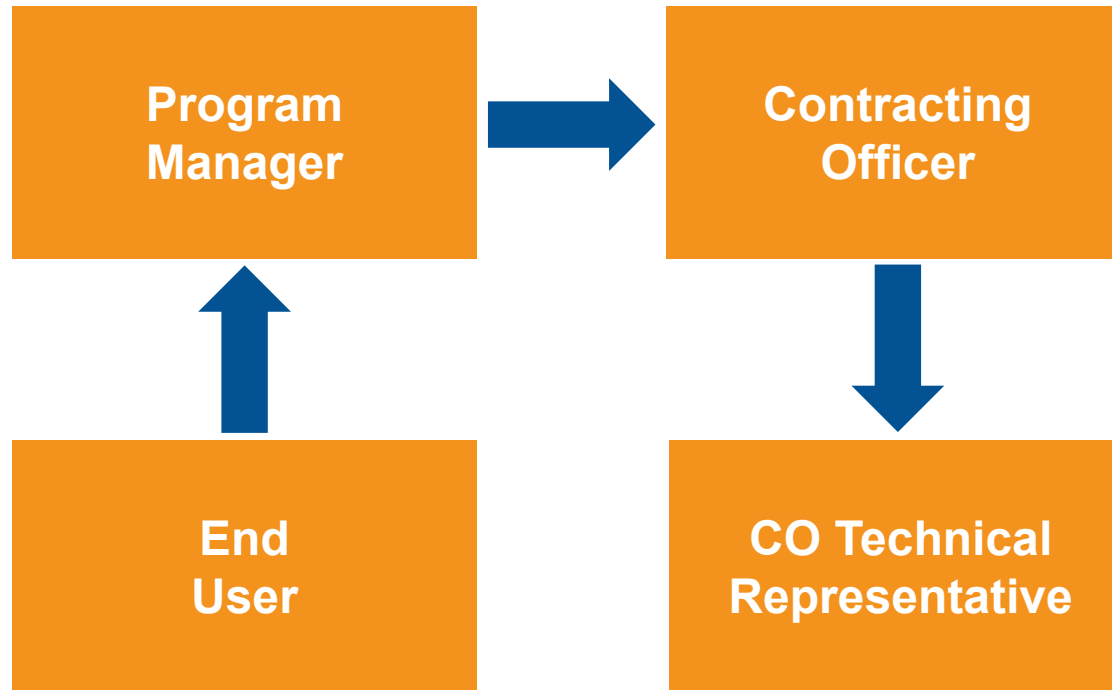 Program
Manager
Contracting
Officer
End
User
CO Technical
Representative